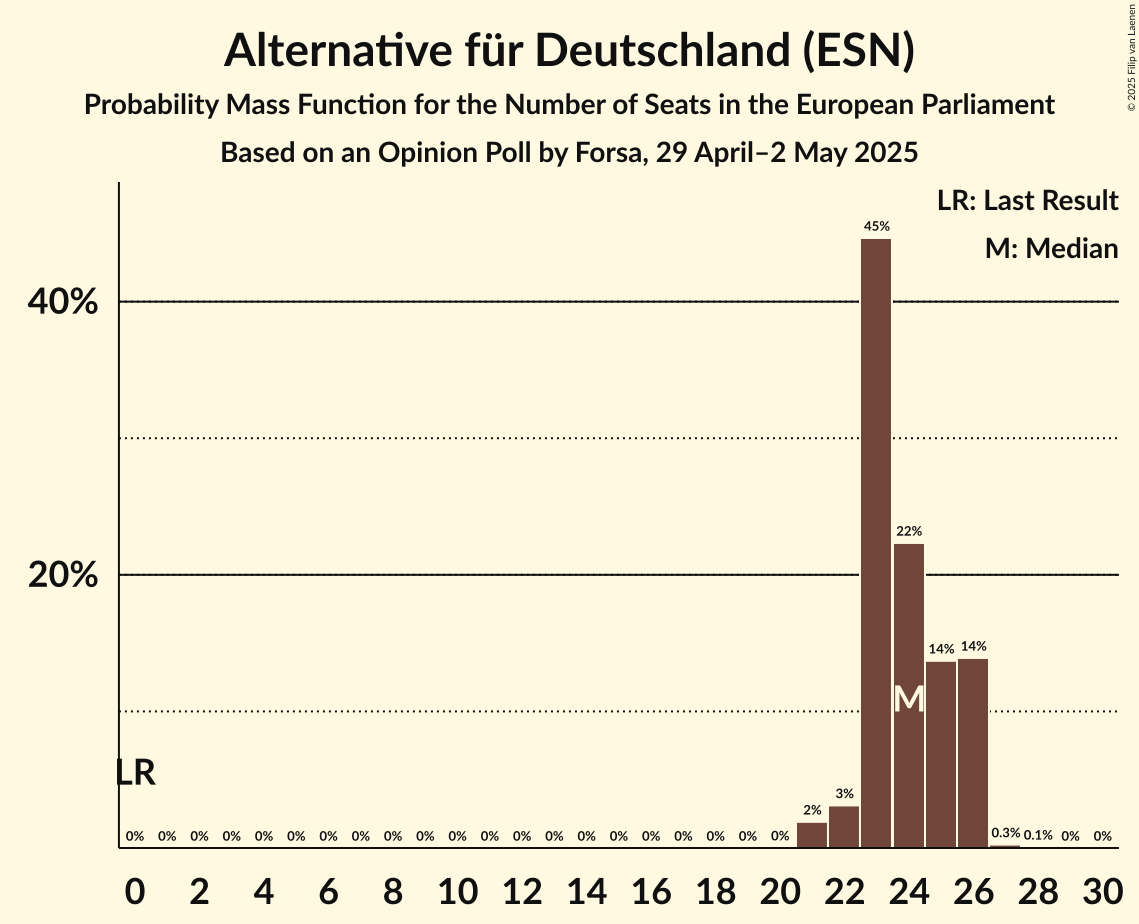 Alternative für Deutschland (ESN)
Probability Mass Function for the Number of Seats in the European Parliament
Based on an Opinion Poll by Forsa, 29 April–2 May 2025
© 2025 Filip van Laenen
LR: Last Result
M: Median
45%
40%
22%
20%
14% 14%
M
LR
3%
2%
0% 0% 0% 0% 0% 0% 0% 0% 0% 0% 0% 0% 0% 0% 0% 0% 0% 0% 0% 0% 0% 0.3% 0.1% 0% 0%
0 2 4 6 8 10 12 14 16 18 20 22 24 26 28 30